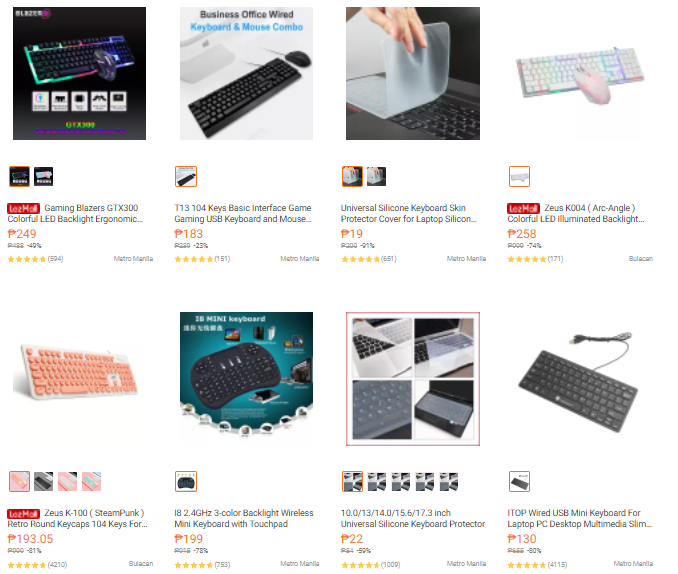 BLAZERS
GTX300
Business Office Wired
Keyboard & Mouse Combo
LazMall Gaming Blazers GTX300
Colorful LED Backlight Ergonomic...
₱249
-49%
(594) Metro Manila
T13 104 Keys Basic Interface Game
Gaming USB Keyboard and Mouse...
₱183
₱239 -23%
(151) Metro Manila
Universal Silicone Keyboard Skin
Protector Cover for Laptop Silicon...
₱19
₱200 -91%
(651) Metro Manila
LazMall Zeus K004 ( Arc-Angle )
Colorful LED Illuminated Backlight...
₱258
₱999 -74%
(171) Bulacan
I8 MINI keyboard
LazMall Zeus K-100 ( SteamPunk )
Retro Round Keycaps 104 Keys For...
₱193.05
₱999 -81%
(4210) Bulacan
I8 2.4GHz 3-color Backlight Wireless
Mini Keyboard with Touchpad
₱199
₱915 -78%
(753) Metro Manila
10.0/13/14.0/15.6/17.3 inch
Universal Silicone Keyboard Protector
₱22
₱54 -59%
(1009) Metro Manila
ITOP Wired USB Mini Keyboard For
Laptop PC Desktop Multimedia Slim...
₱130
₱655 -80%
(4115) Metro Manila